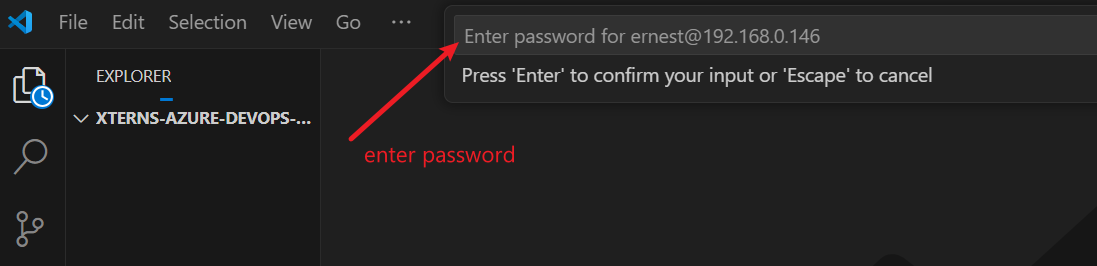 File Edit Selection View Go ...
Enter password for ernest@192.168.0.146
Press 'Enter' to confirm your input or 'Escape' to cancel
EXPLORER
XTERNS-AZURE-DEVOPS-...
enter password